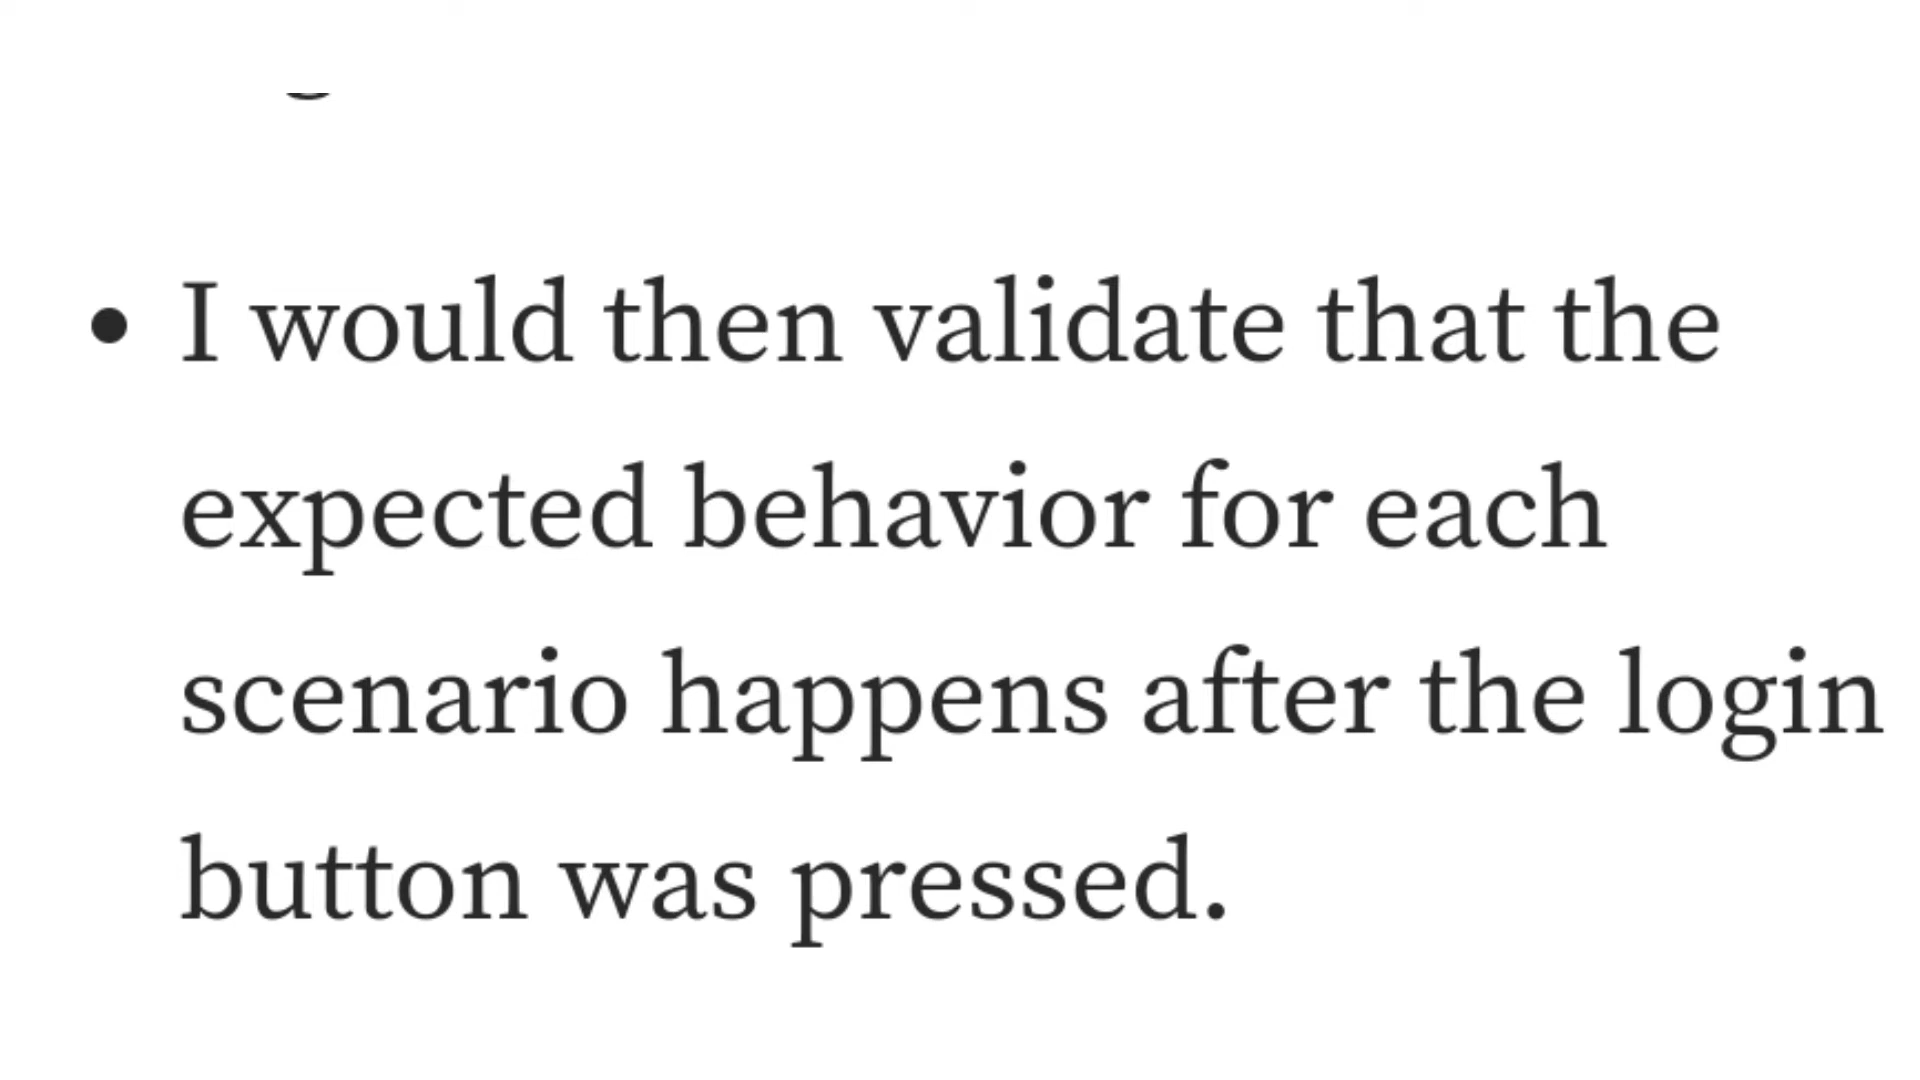 • I would then validate that the
expected behavior for each
scenario happens after the login
button was pressed.